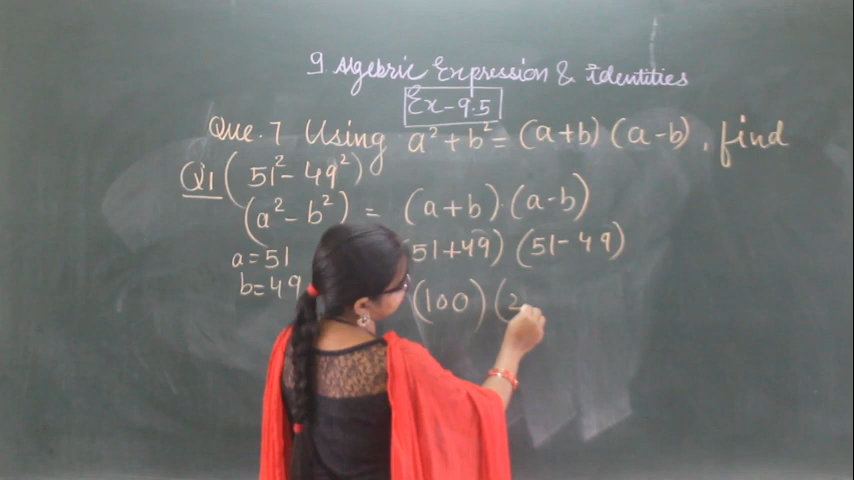 9 Algebric Expression & Identities
Ex-9.5
Que.7 Using a²+b²=(a+b)(a-b), find
Q1(51²-49²)
(a²-b²) = (a+b)·(a-b)
a=51 (51+49)(51-49)
b=49 (100)(2